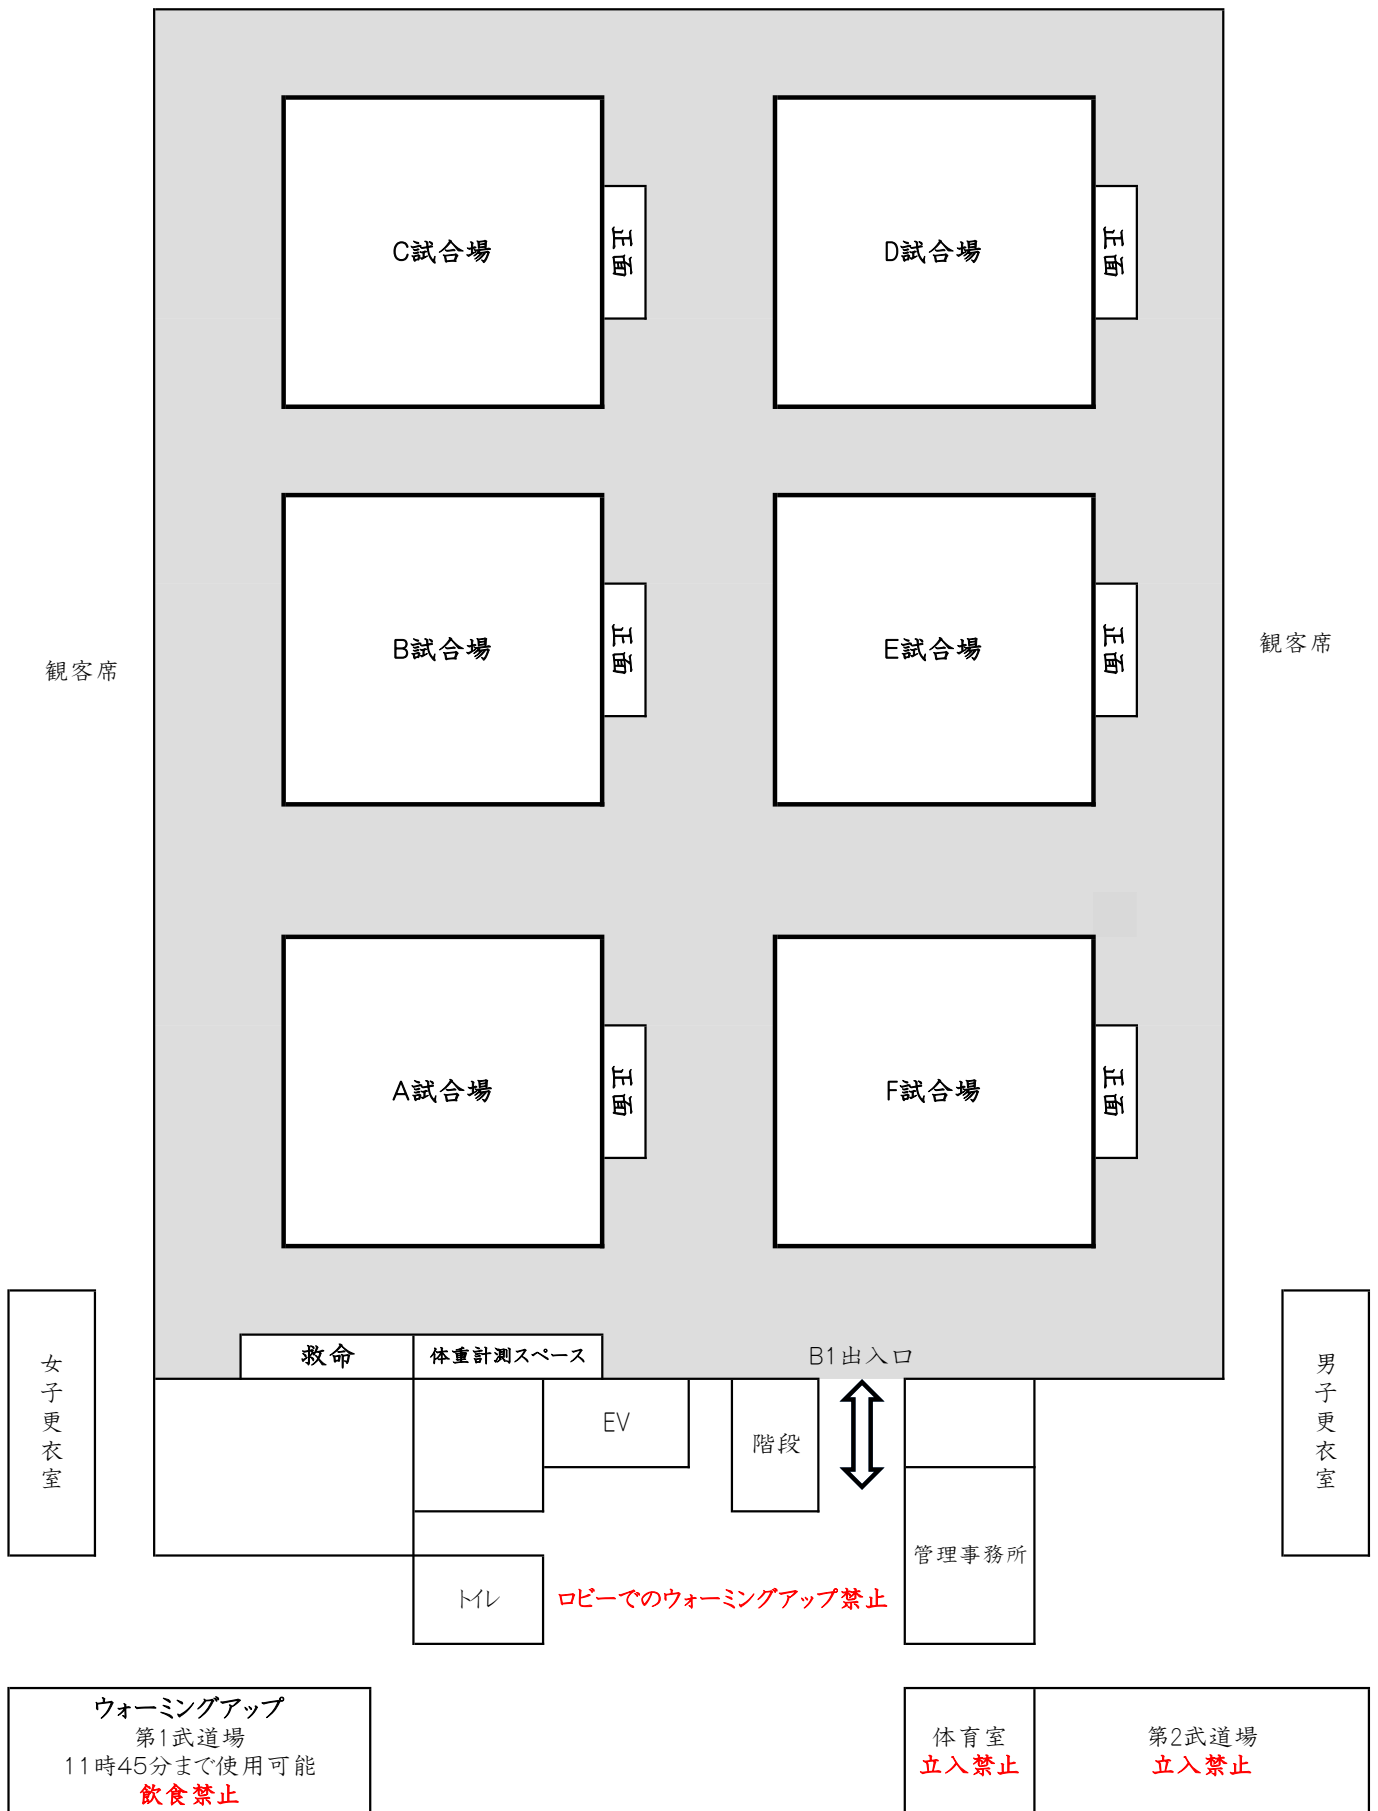 C試合場
正面
D試合場
正面
B試合場
正面
E試合場
正面
観客席
観客席
A試合場
正面
F試合場
正面
女子更衣室
救命
体重計測スペース
B1出入口
男子更衣室
EV
階段
管理事務所
トイレ
ロビーでのウォーミングアップ禁止
ウォーミングアップ
第1武道場
11時45分まで使用可能
飲食禁止
体育室
立入禁止
第2武道場
立入禁止